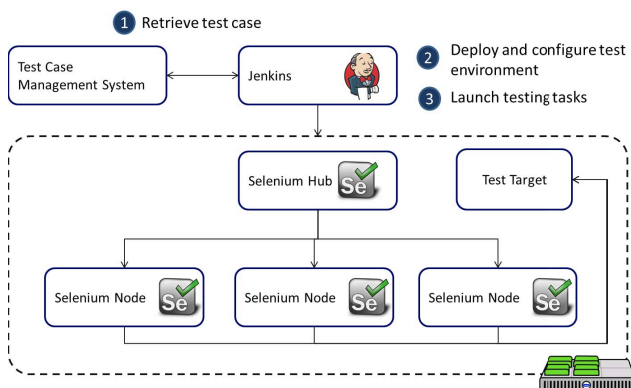 1 Retrieve test case
Test Case
Management System
Jenkins
2 Deploy and configure test
environment
3 Launch testing tasks
Selenium Hub Se
Test Target
Selenium Node Se
Selenium Node Se
Selenium Node Se